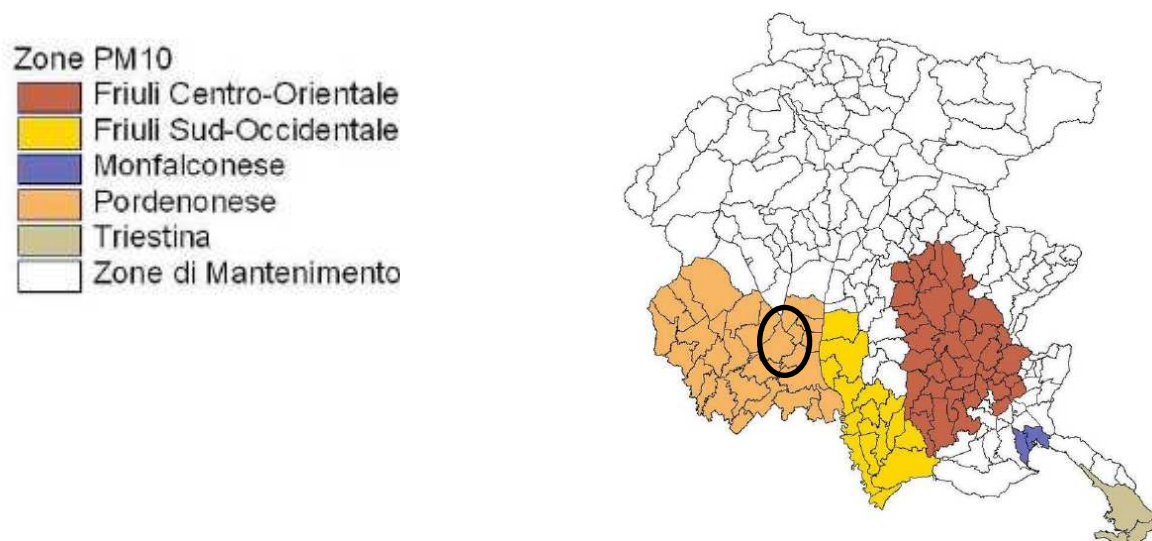 Zone PM10
Friuli Centro-Orientale
Friuli Sud-Occidentale
Monfalconese
Pordenonese
Triestina
Zone di Mantenimento